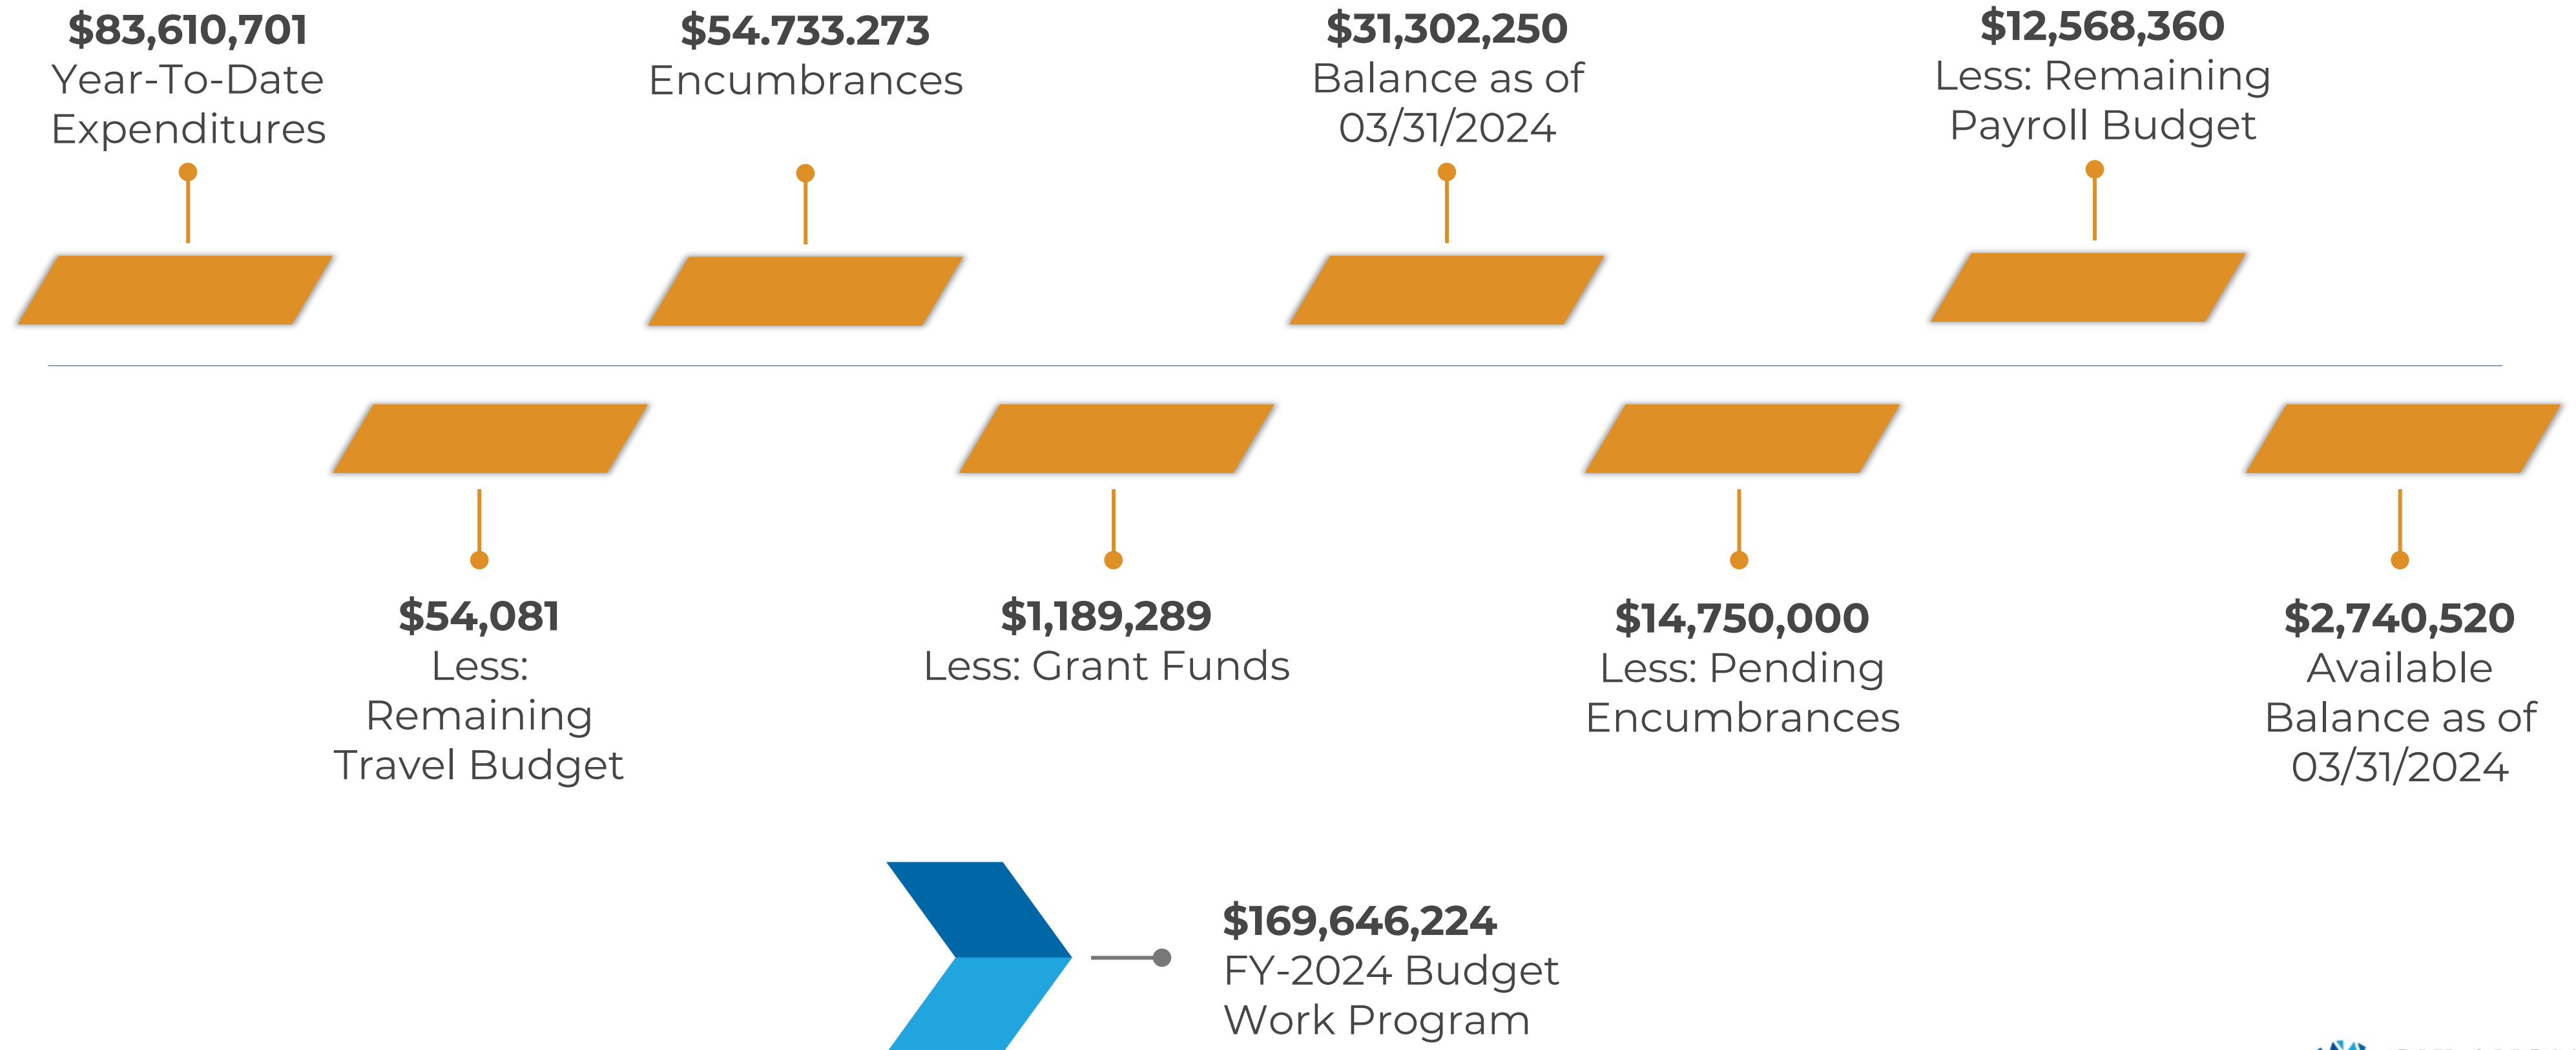 $83,610,701
Year-To-Date
Expenditures
$54.733.273
Encumbrances
$31,302,250
Balance as of
03/31/2024
$12,568,360
Less: Remaining
Payroll Budget
$54,081
Less:
Remaining
Travel Budget
$1,189,289
Less: Grant Funds
$14,750,000
Less: Pending
Encumbrances
$2,740,520
Available
Balance as of
03/31/2024
$169,646,224
FY-2024 Budget
Work Program